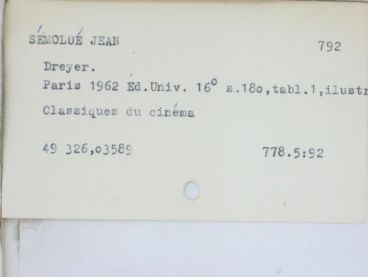 SÉMOLUÉ JEAN 792
Dreyer.
Paris 1962 Éd.Univ. 16° s.180,tabl.1,ilustr
Classiques du cinéma
49 326,03589 778.5:92